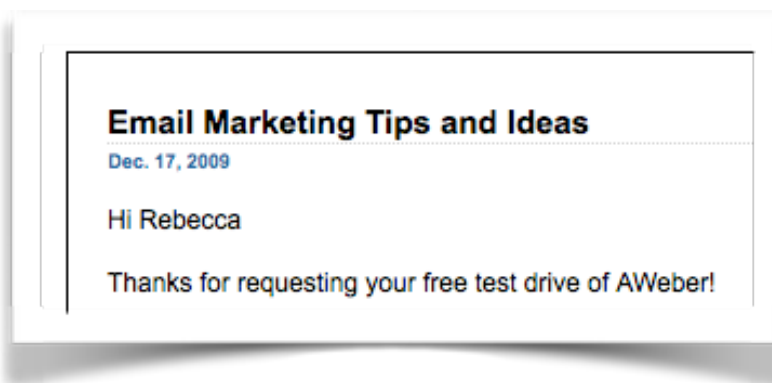 Email Marketing Tips and Ideas
Dec. 17, 2009
Hi Rebecca
Thanks for requesting your free test drive of AWeber!